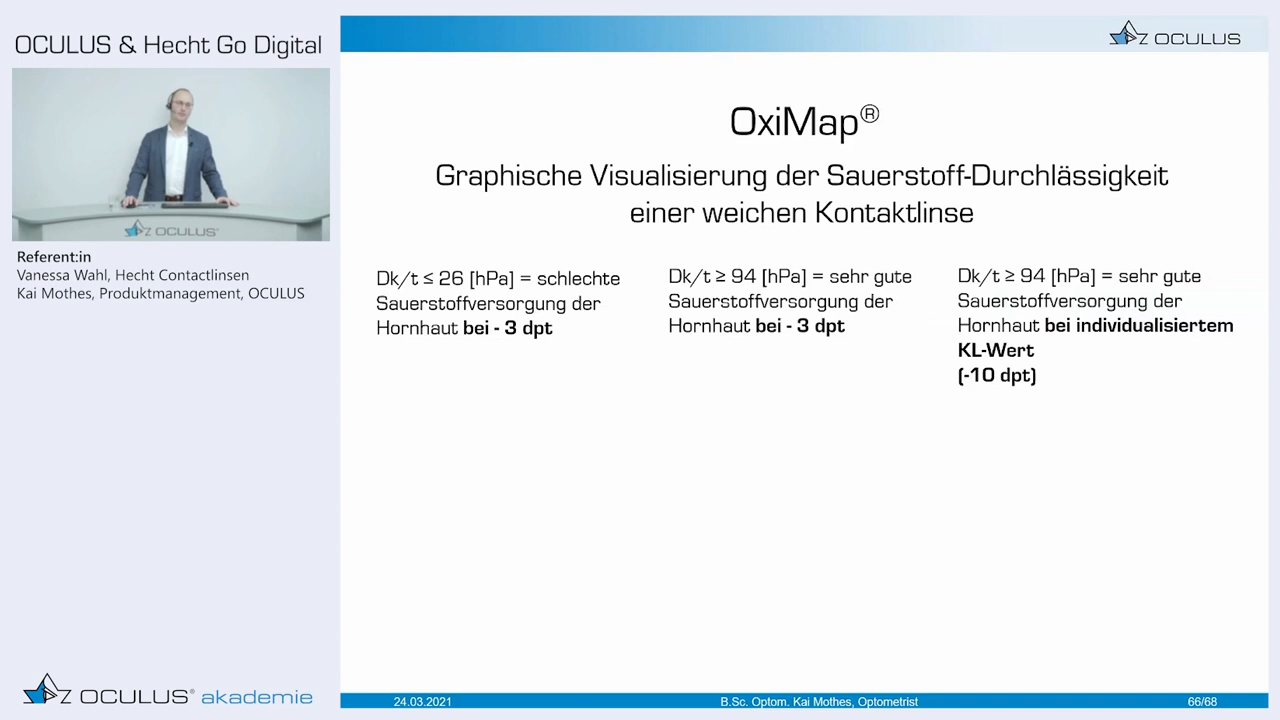 OCULUS & Hecht Go Digital
OCULUS®
Referent:in
Vanessa Wahl, Hecht Contactlinsen
Kai Mothes, Produktmanagement, OCULUS
OCULUS® akademie
OCULUS
OxiMap®
Graphische Visualisierung der Sauerstoff-Durchlässigkeit
einer weichen Kontaktlinse
Dk/t ≤ 26 [hPa] = schlechte
Sauerstoffversorgung der
Hornhaut bei - 3 dpt
Dk/t ≥ 94 [hPa] = sehr gute
Sauerstoffversorgung der
Hornhaut bei - 3 dpt
Dk/t ≥ 94 [hPa] = sehr gute
Sauerstoffversorgung der
Hornhaut bei individualisiertem
KL-Wert
(-10 dpt)
24.03.2021
B.Sc. Optom. Kai Mothes, Optometrist
66/68